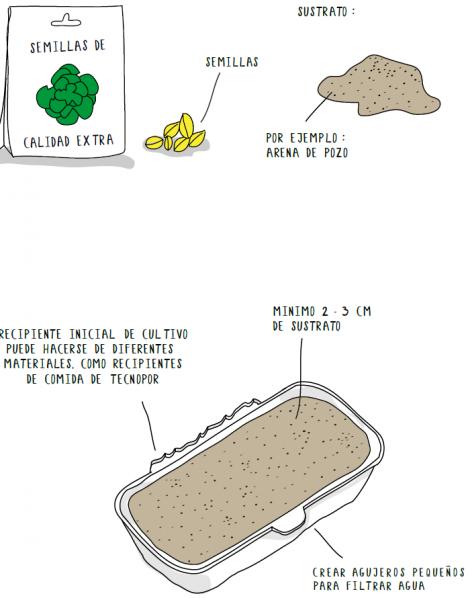 SUSTRATO :
SEMILLAS DE
CALIDAD EXTRA
SEMILLAS
POR EJEMPLO :
ARENA DE POZO
MINIMO 2 - 3 CM
DE SUSTRATO
RECIPIENTE INICIAL DE CULTIVO
PUEDE HACERSE DE DIFERENTES
MATERIALES, COMO RECIPIENTES
DE COMIDA DE TECNOPOR
CREAR AGUJEROS PEQUEÑOS
PARA FILTRAR AGUA